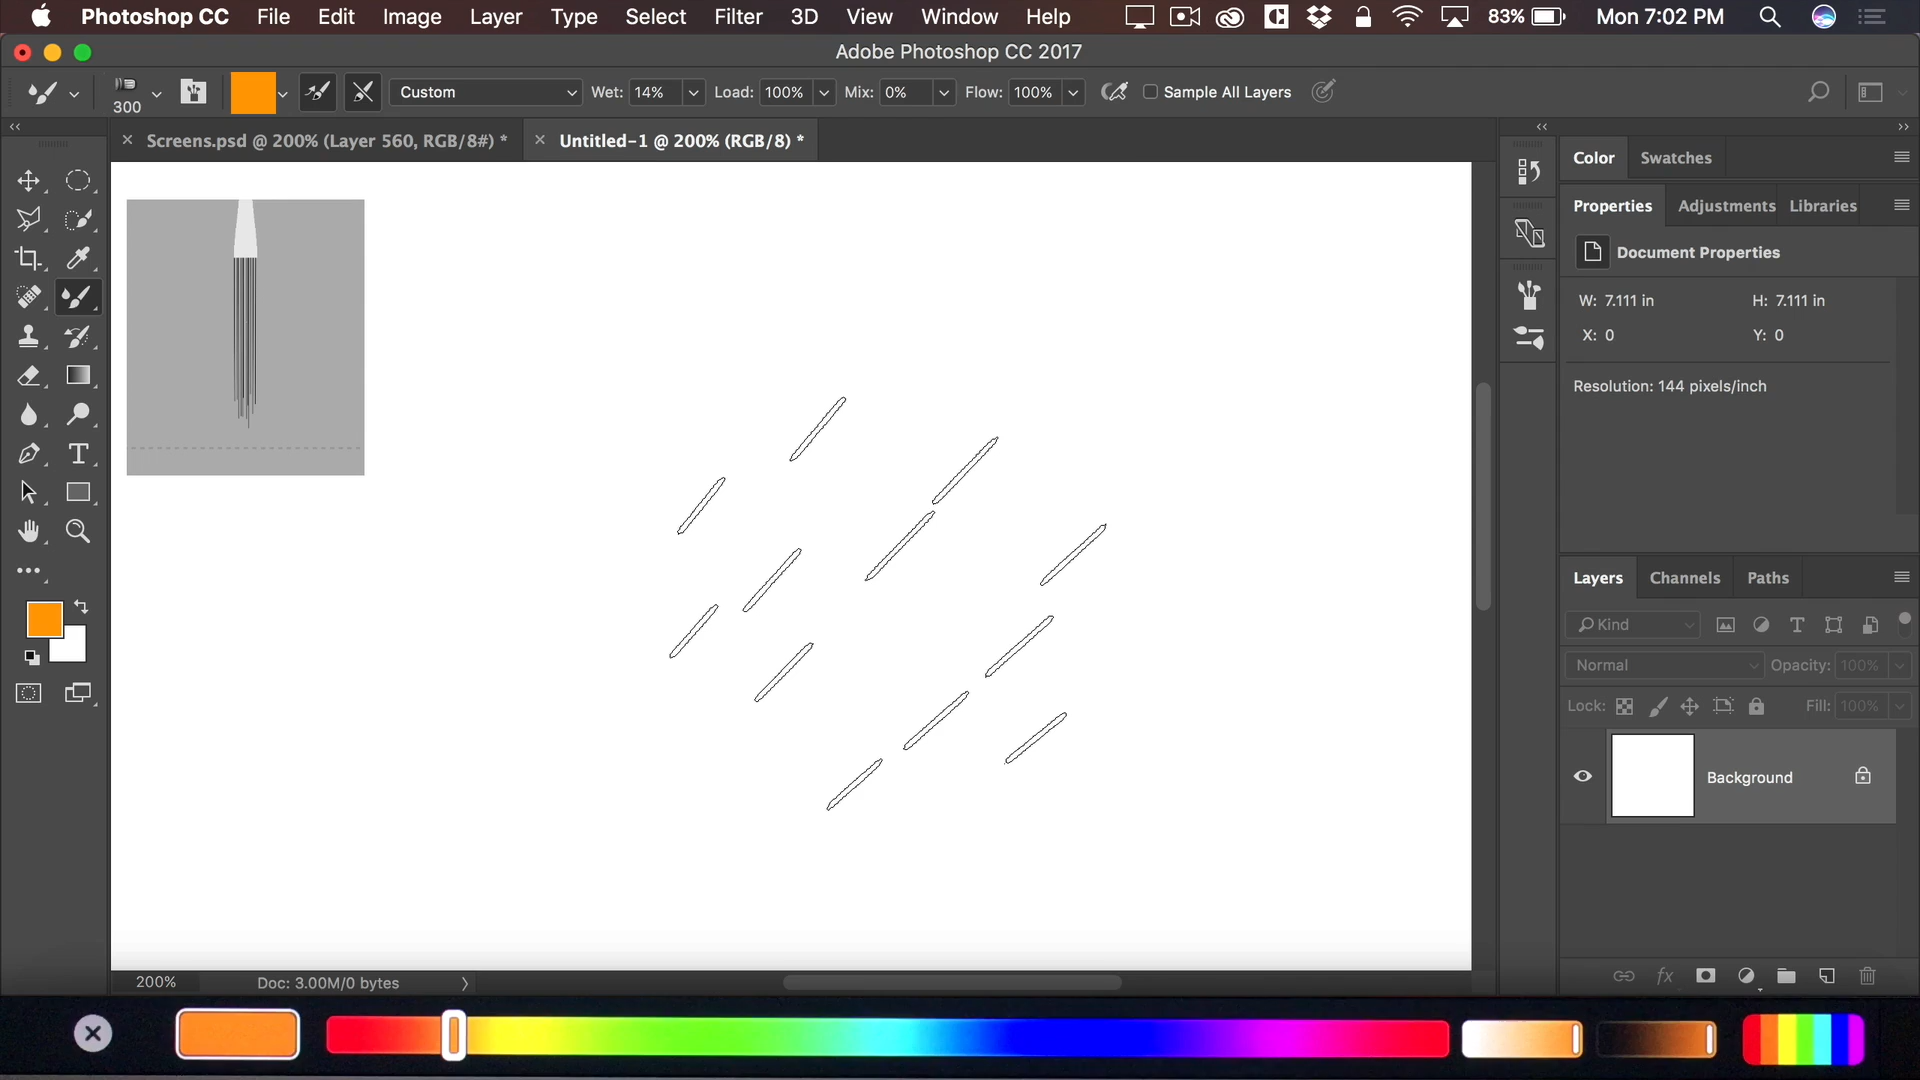 Photoshop CC File Edit Image Layer Type Select Filter 3D View Window Help 83% Mon 7:02 PM
Adobe Photoshop CC 2017
300 Custom Wet: 14% Load: 100% Mix: 0% Flow: 100% Sample All Layers
Screens.psd @ 200% (Layer 560, RGB/8#) * Untitled-1 @ 200% (RGB/8) *
Color Swatches
Properties Adjustments Libraries
Document Properties
W: 7.111 in H: 7.111 in
X: 0 Y: 0
Resolution: 144 pixels/inch
Layers Channels Paths
Kind
Normal Opacity: 100%
Lock: Fill: 100%
Background
200% Doc: 3.00M/0 bytes